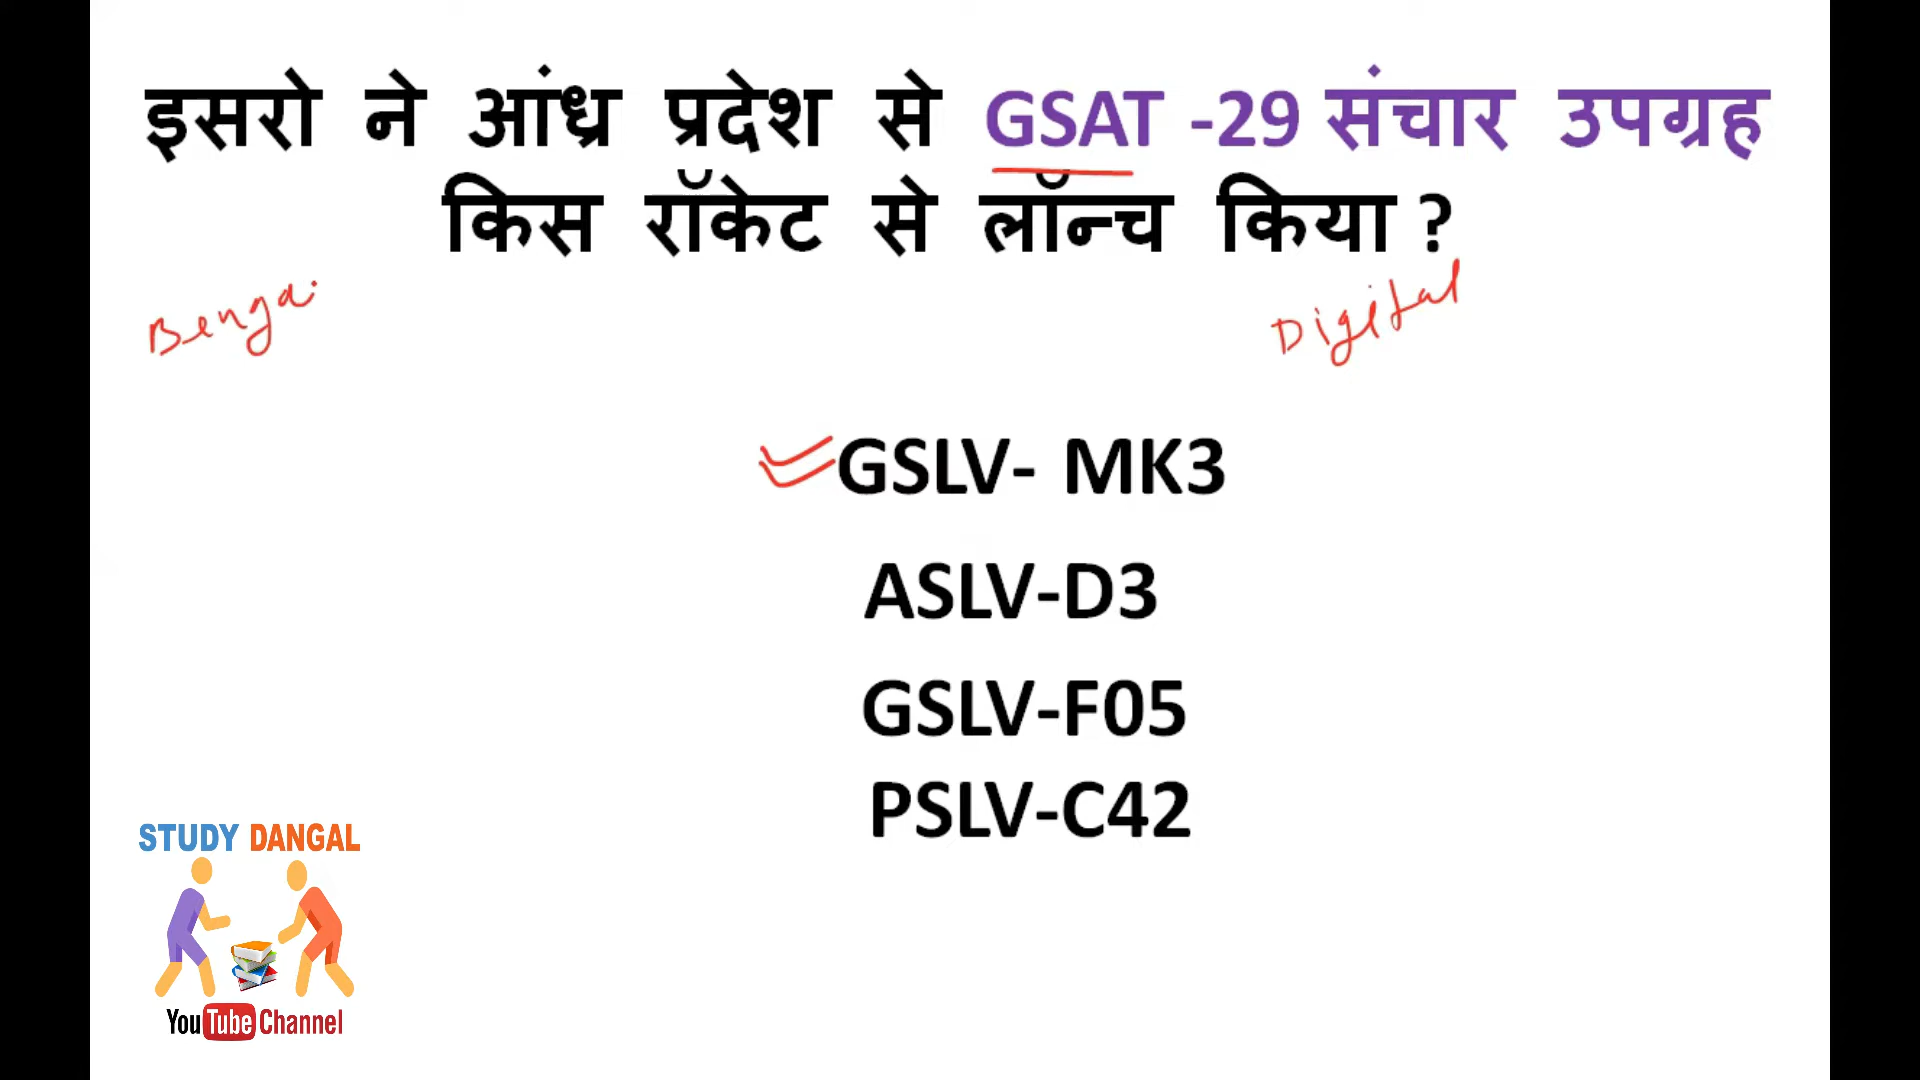 इसरो ने आंध्र प्रदेश से GSAT -29 संचार उपग्रह
किस रॉकेट से लॉन्च किया ?
Benga
Digital
GSLV- MK3
ASLV-D3
GSLV-F05
PSLV-C42
STUDY DANGAL
YouTube Channel